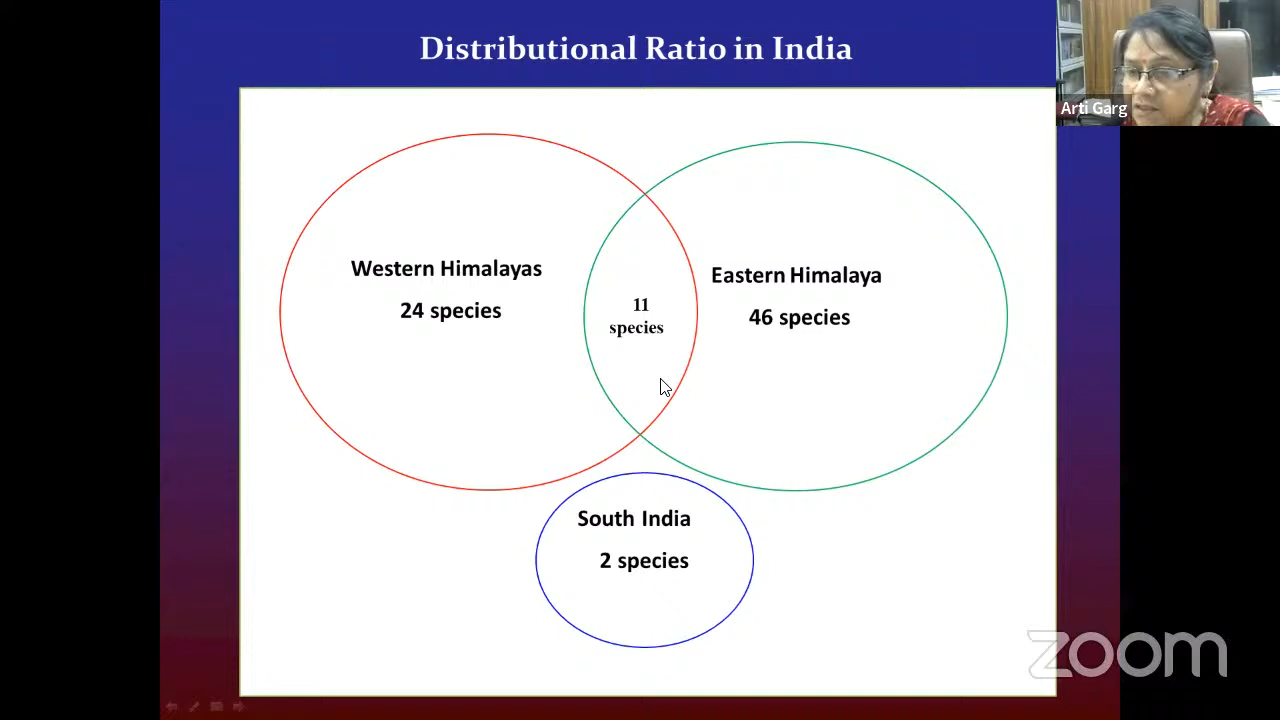 Distributional Ratio in India
Arti Garg
Western Himalayas
24 species
11
species
Eastern Himalaya
46 species
South India
2 species
zoom